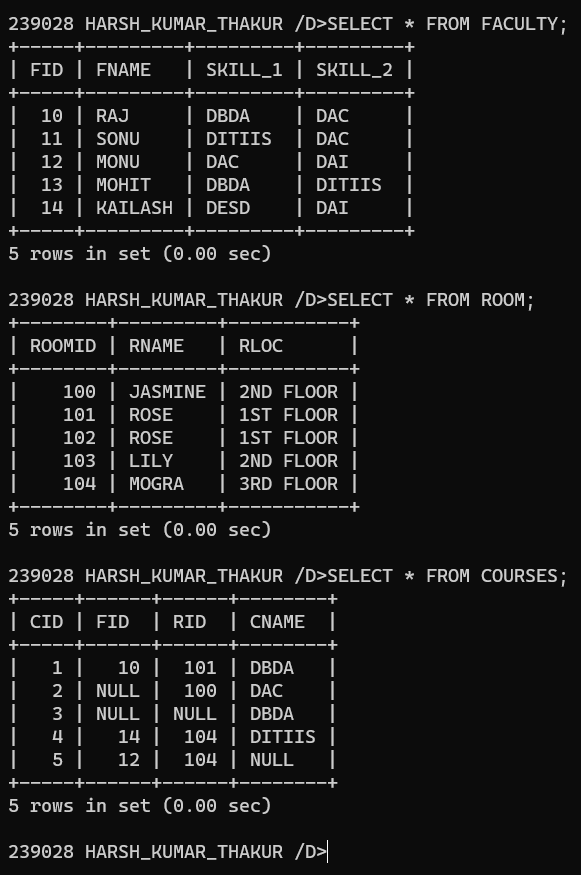 239028 HARSH_KUMAR_THAKUR /D>SELECT * FROM FACULTY;
+-----+---------+---------+---------+
| FID | FNAME   | SKILL_1 | SKILL_2 |
+-----+---------+---------+---------+
|  10 | RAJ     | DBDA    | DAC     |
|  11 | SONU    | DITIIS  | DAC     |
|  12 | MONU    | DAC     | DAI     |
|  13 | MOHIT   | DBDA    | DITIIS  |
|  14 | KAILASH | DESD    | DAI     |
+-----+---------+---------+---------+
5 rows in set (0.00 sec)

239028 HARSH_KUMAR_THAKUR /D>SELECT * FROM ROOM;
+--------+---------+-----------+
| ROOMID | RNAME   | RLOC      |
+--------+---------+-----------+
|    100 | JASMINE | 2ND FLOOR |
|    101 | ROSE    | 1ST FLOOR |
|    102 | ROSE    | 1ST FLOOR |
|    103 | LILY    | 2ND FLOOR |
|    104 | MOGRA   | 3RD FLOOR |
+--------+---------+-----------+
5 rows in set (0.00 sec)

239028 HARSH_KUMAR_THAKUR /D>SELECT * FROM COURSES;
+-----+------+------+--------+
| CID | FID  | RID  | CNAME  |
+-----+------+------+--------+
|   1 |   10 |  101 | DBDA   |
|   2 | NULL |  100 | DAC    |
|   3 | NULL | NULL | DBDA   |
|   4 |   14 |  104 | DITIIS |
|   5 |   12 |  104 | NULL   |
+-----+------+------+--------+
5 rows in set (0.00 sec)

239028 HARSH_KUMAR_THAKUR /D>